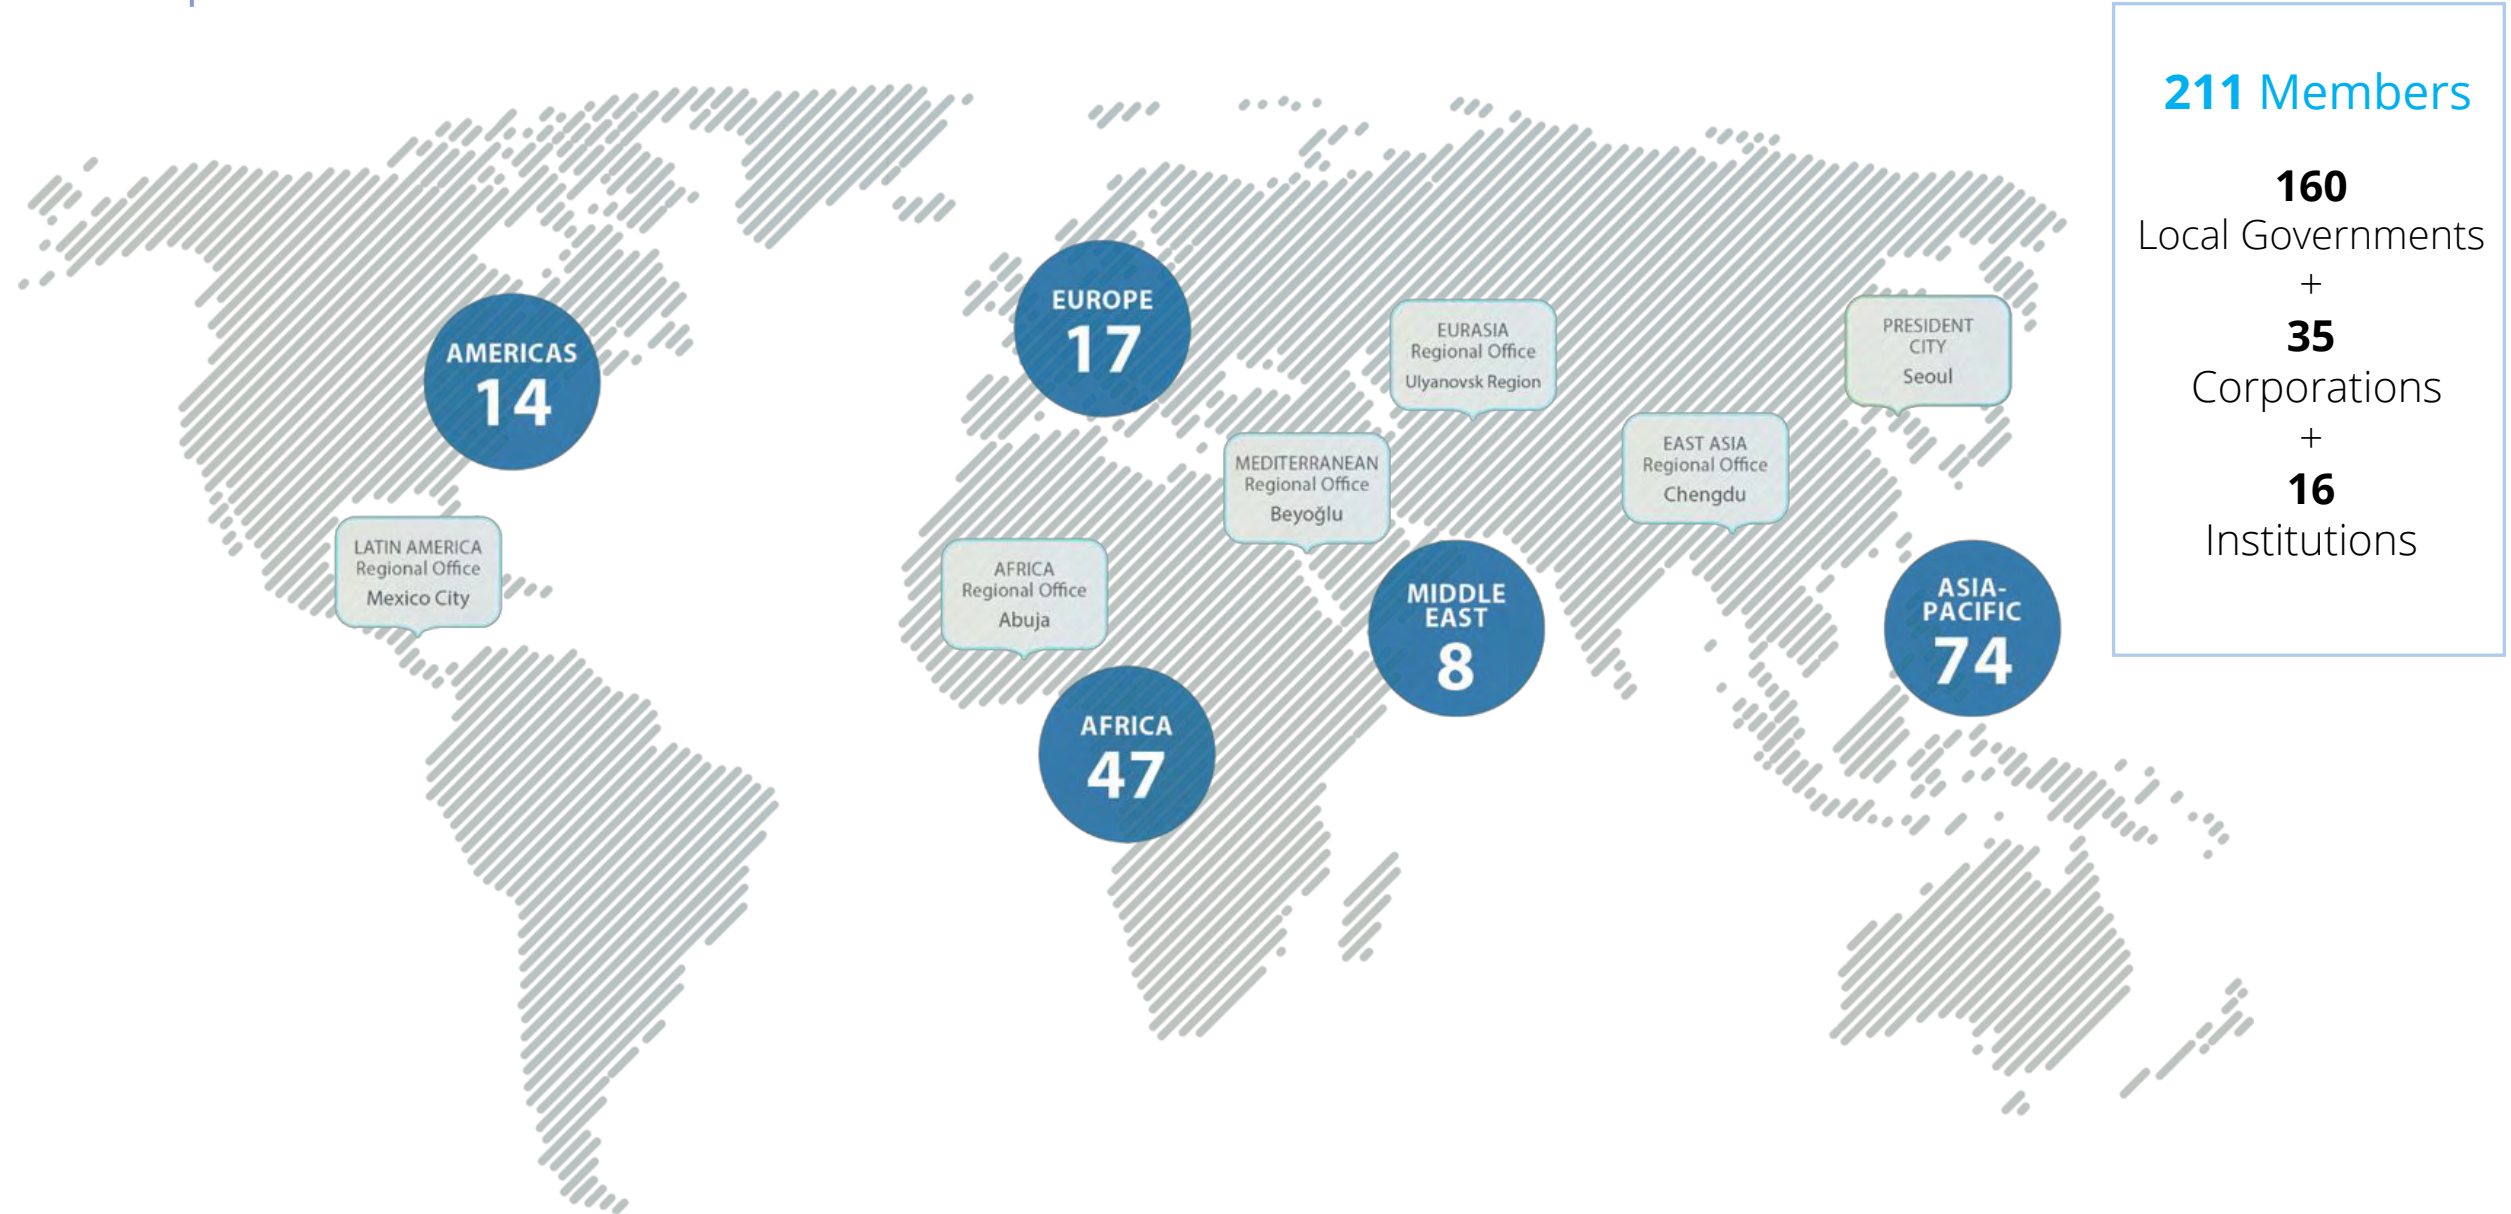 211 Members
160
Local Governments
+
35
Corporations
+
16
Institutions
EUROPE
17
AMERICAS
14
EURASIA
Regional Office
Ulyanovsk Region
PRESIDENT
CITY
Seoul
MEDITERRANEAN
Regional Office
Beyoğlu
EAST ASIA
Regional Office
Chengdu
LATIN AMERICA
Regional Office
Mexico City
AFRICA
Regional Office
Abuja
MIDDLE
EAST
8
ASIA-
PACIFIC
74
AFRICA
47